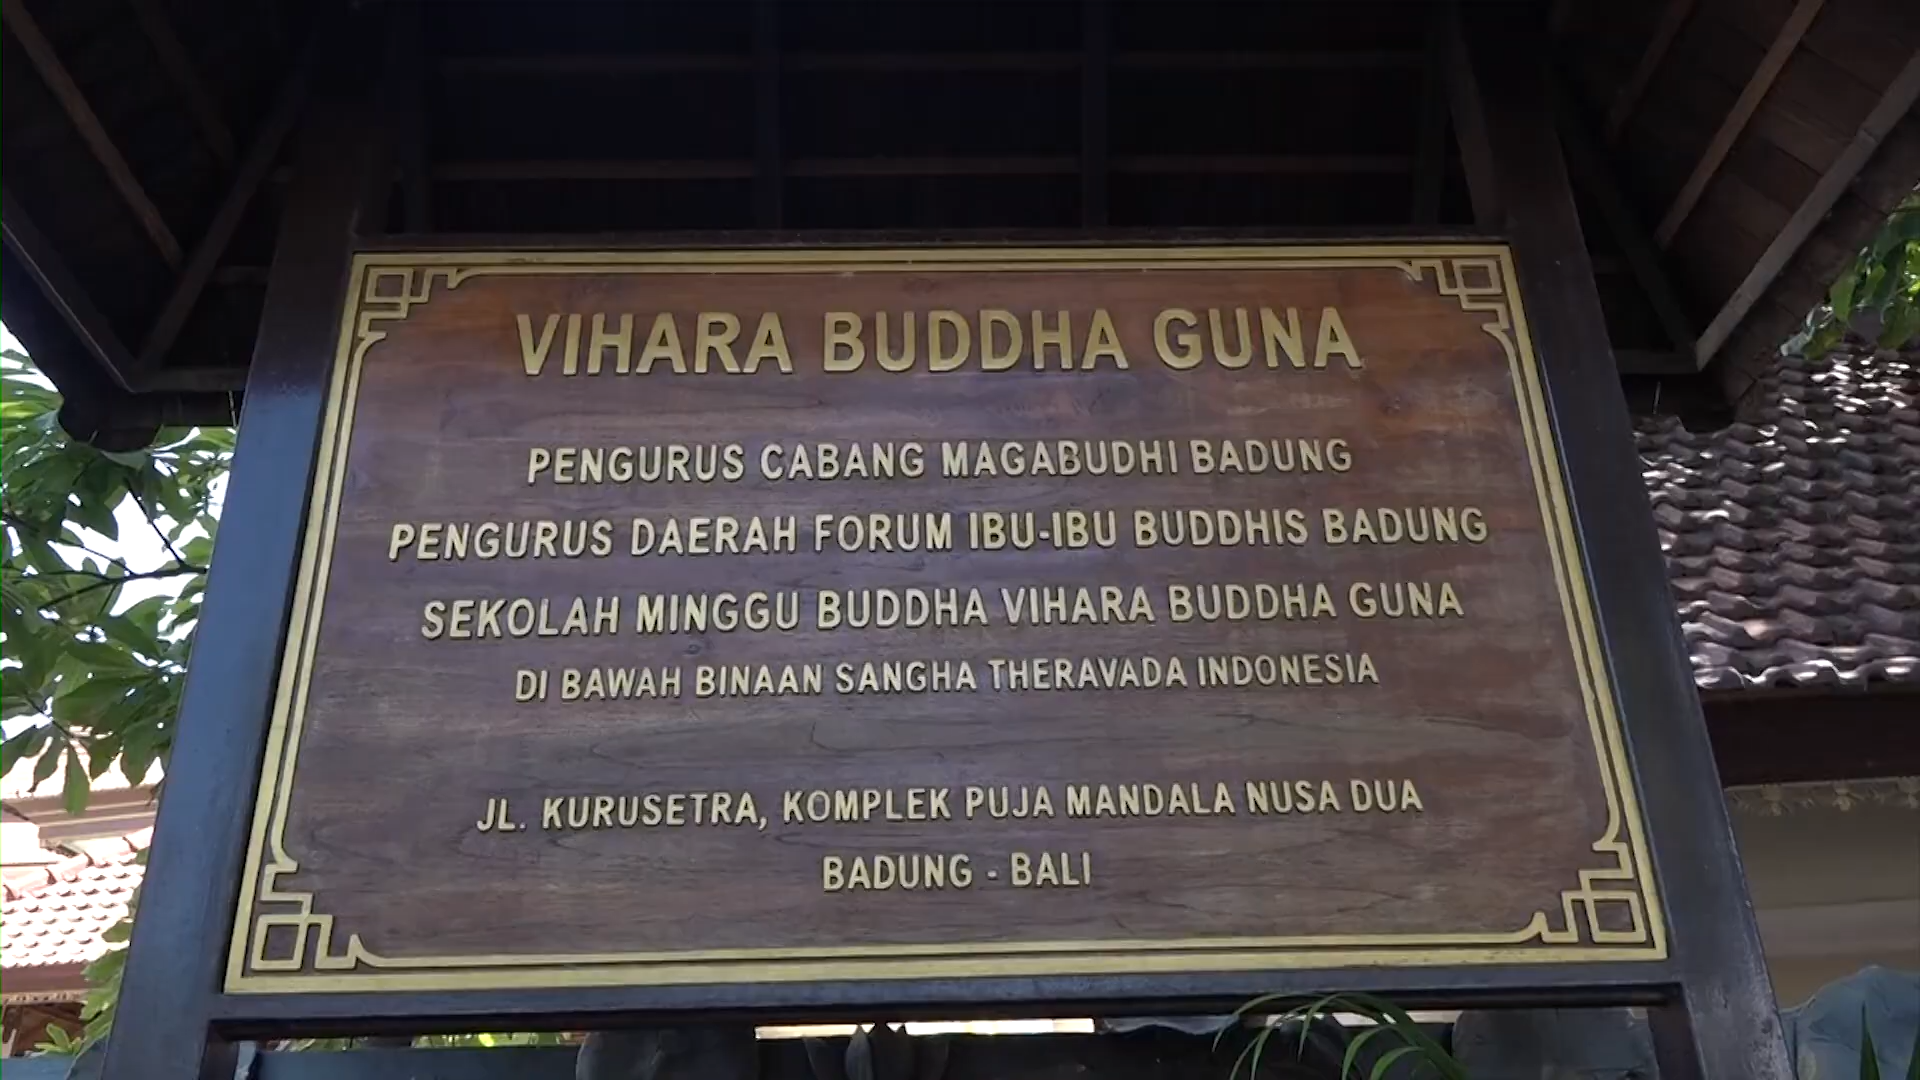 VIHARA BUDDHA GUNA
PENGURUS CABANG MAGABUDHI BADUNG
PENGURUS DAERAH FORUM IBU-IBU BUDDHIS BADUNG
SEKOLAH MINGGU BUDDHA VIHARA BUDDHA GUNA
DI BAWAH BINAAN SANGHA THERAVADA INDONESIA
JL. KURUSETRA, KOMPLEK PUJA MANDALA NUSA DUA
BADUNG - BALI